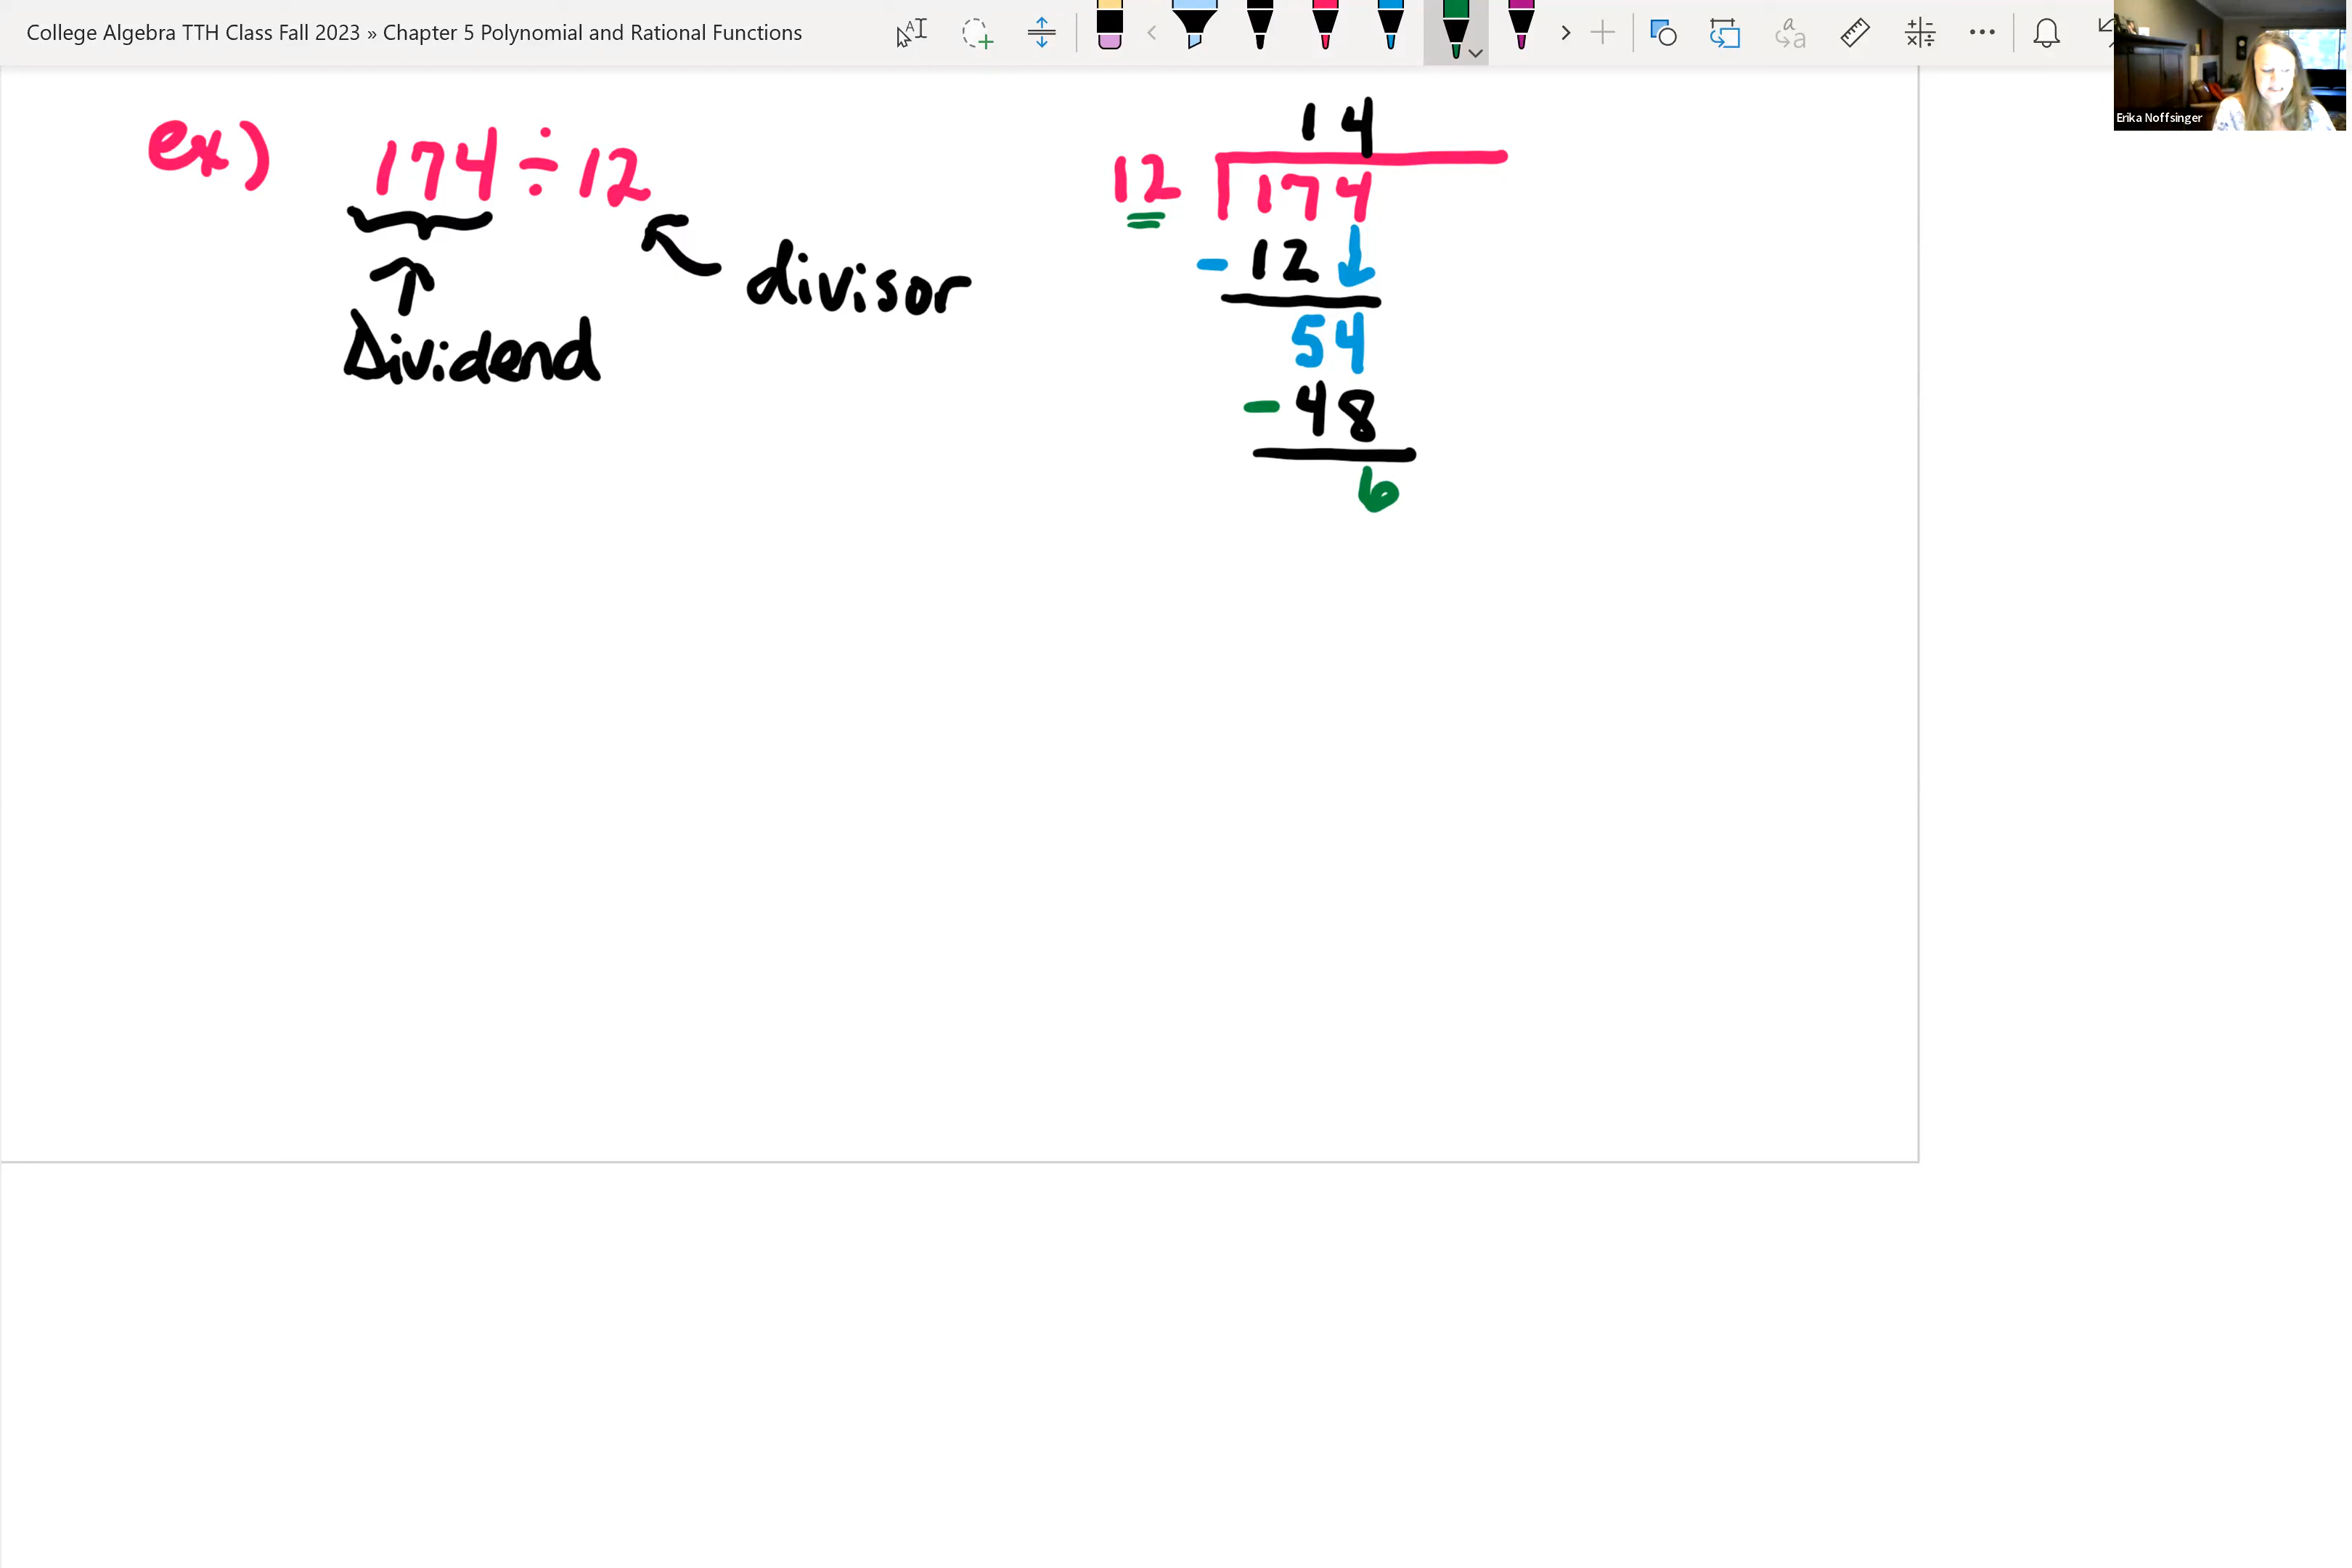 College Algebra TTH Class Fall 2023 » Chapter 5 Polynomial and Rational Functions
Erika Noffsinger
ex) 174 ÷ 12
divisor
Dividend
14
12 174
- 12
54
- 48
6